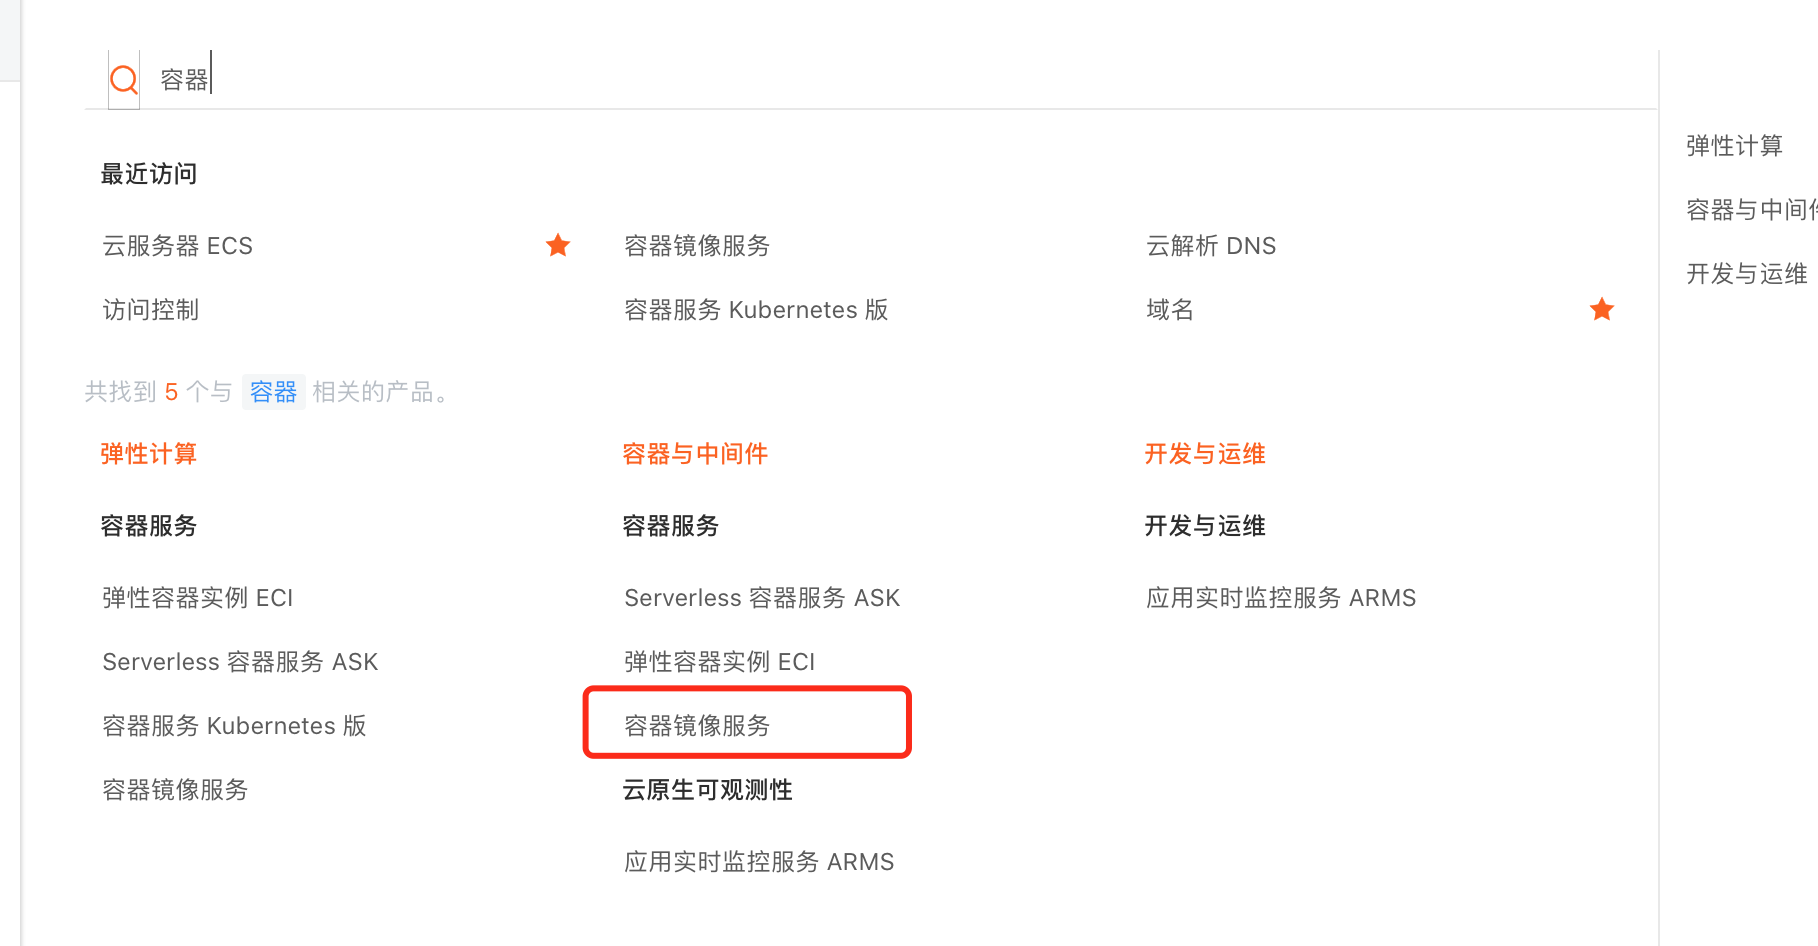 容器
最近访问
云服务器 ECS
容器镜像服务
云解析 DNS
访问控制
容器服务 Kubernetes 版
域名
共找到 5 个与 容器 相关的产品。
弹性计算
容器服务
弹性容器实例 ECI
Serverless 容器服务 ASK
容器服务 Kubernetes 版
容器镜像服务
容器与中间件
容器服务
Serverless 容器服务 ASK
弹性容器实例 ECI
容器镜像服务
云原生可观测性
应用实时监控服务 ARMS
开发与运维
开发与运维
应用实时监控服务 ARMS
弹性计算
容器与中间件
开发与运维